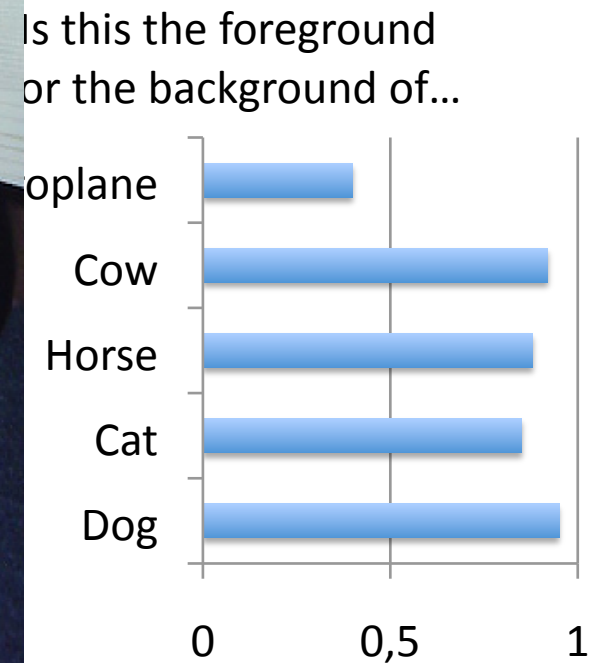 Is this the foreground
or the background of...
oplane
Cow
Horse
Cat
Dog
0 0,5 1